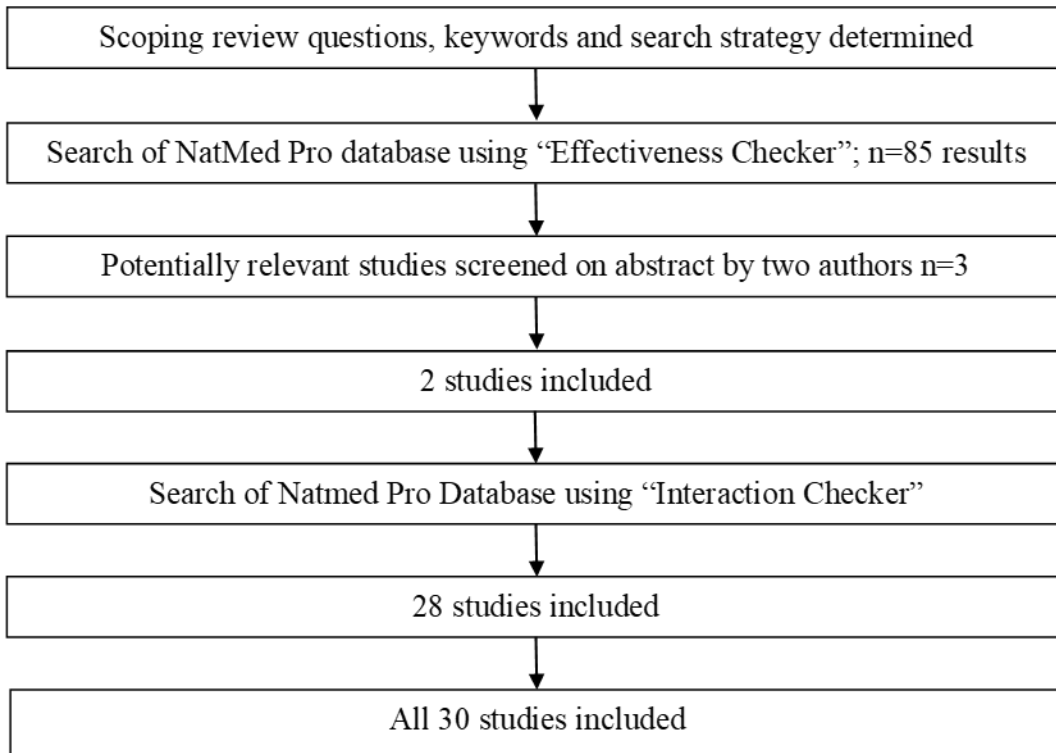 Scoping review questions, keywords and search strategy determined
Search of NatMed Pro database using “Effectiveness Checker”; n=85 results
Potentially relevant studies screened on abstract by two authors n=3
2 studies included
Search of Natmed Pro Database using “Interaction Checker”
28 studies included
All 30 studies included